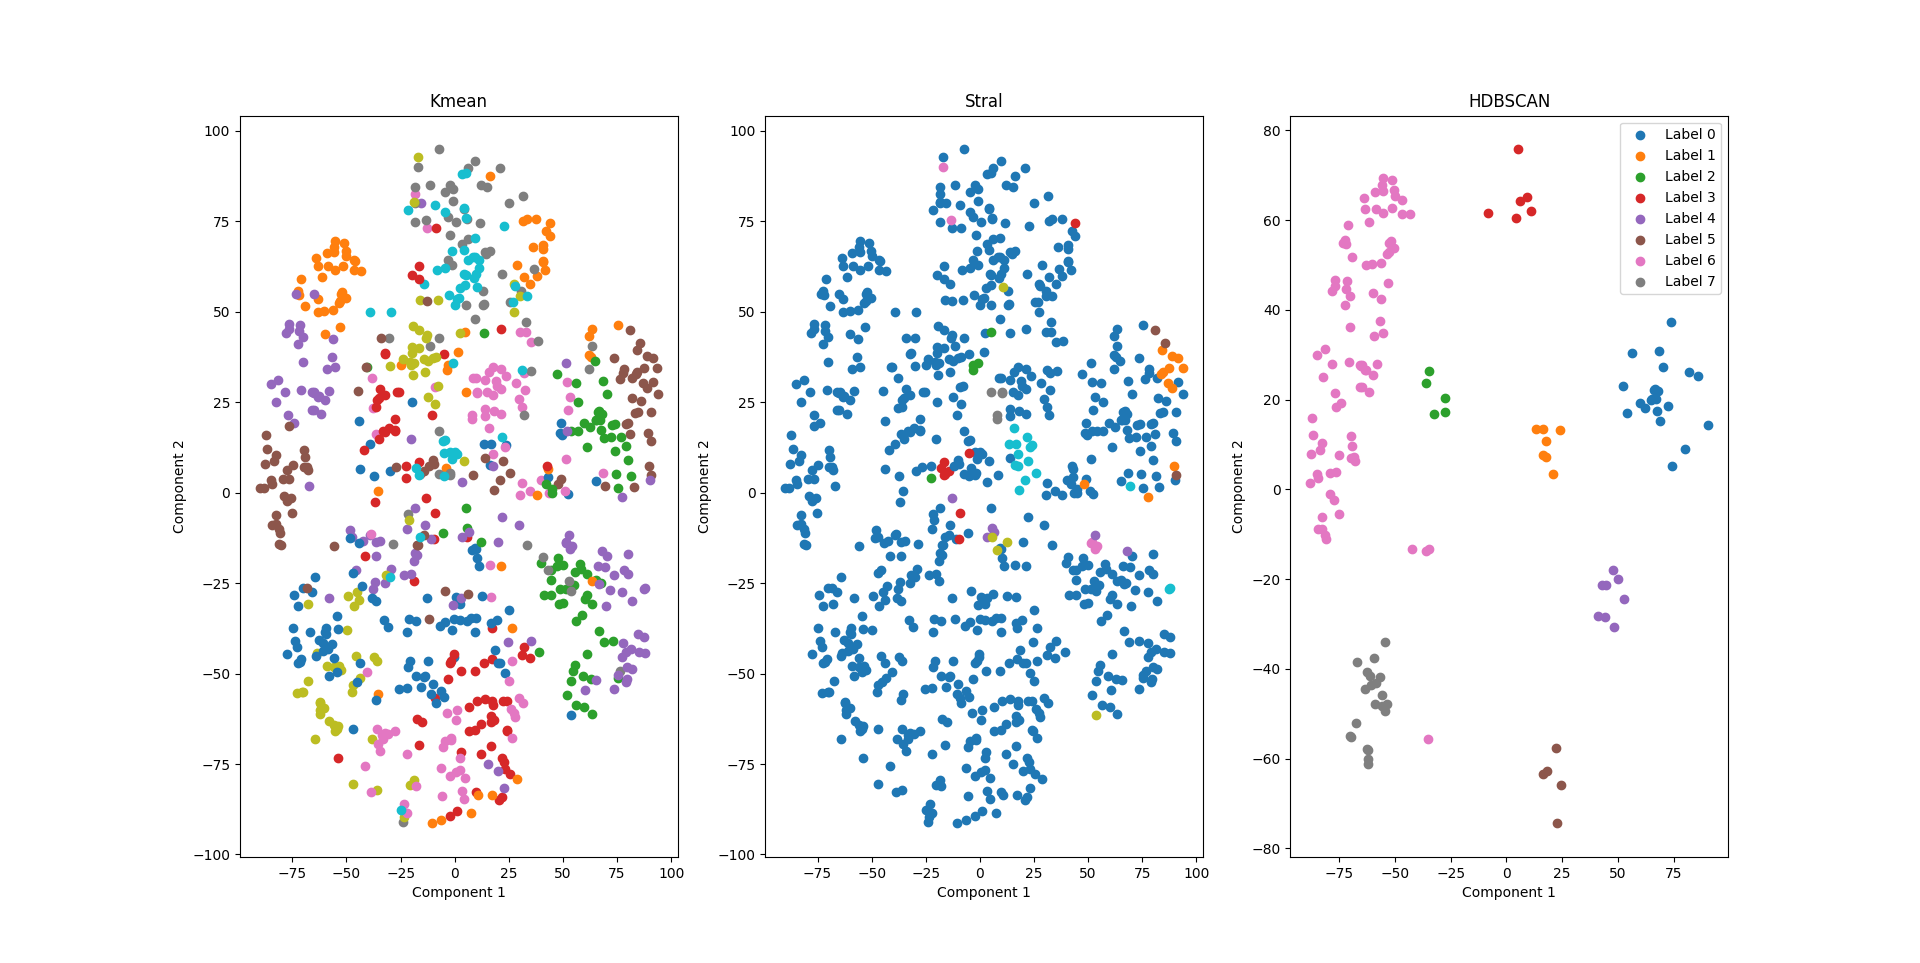 Kmean
100
75
50
25
0
−25
−50
−75
−100
Component 2
−75
−50
−25
0
25
50
75
100
Component 1
Stral
100
75
50
25
0
−25
−50
−75
−100
Component 2
−75
−50
−25
0
25
50
75
100
Component 1
HDBSCAN
80
60
40
20
0
−20
−40
−60
−80
Component 2
−75
−50
−25
0
25
50
75
Component 1
Label 0
Label 1
Label 2
Label 3
Label 4
Label 5
Label 6
Label 7